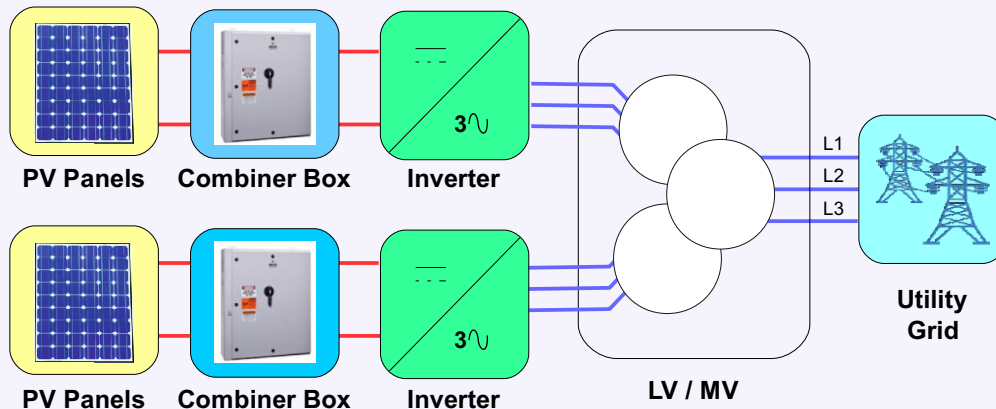 3
PV Panels
Combiner Box
Inverter
L1
L2
L3
3
Utility
Grid
PV Panels
Combiner Box
Inverter
LV / MV